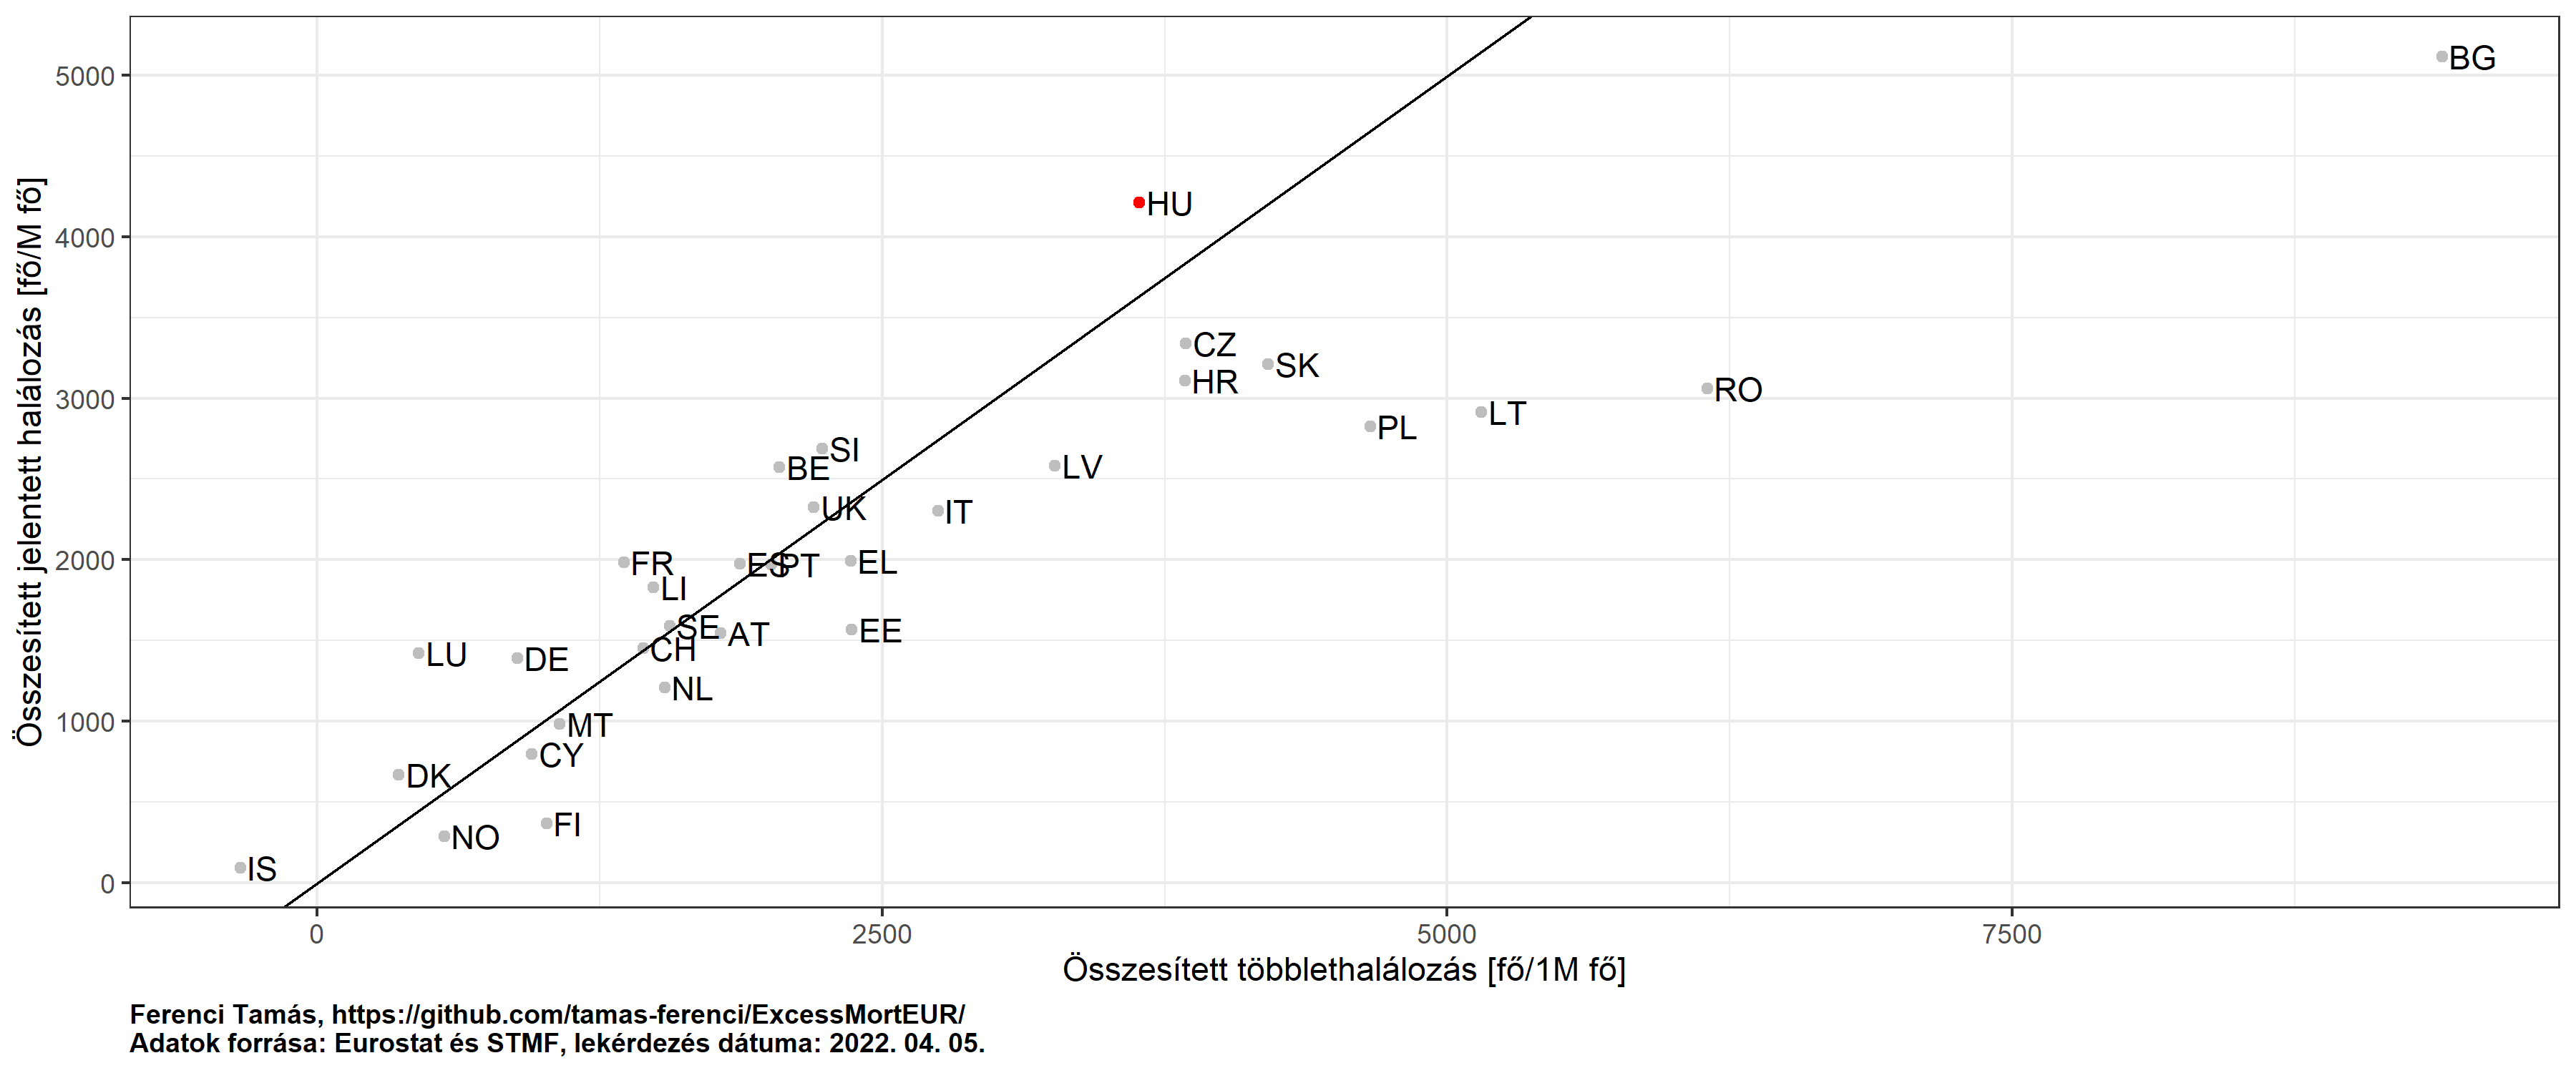 Összesített jelentett halálozás [fő/M fő]
5000
4000
3000
2000
1000
0
BG
HU
CZ
SK
HR
RO
LT
PL
SI
BE
LV
UK
IT
FR
ES
PT
EL
LI
SE
AT
EE
CH
LU
DE
NL
MT
CY
DK
FI
NO
IS
0 2500 5000 7500
Összesített többlethalálozás [fő/1M fő]
Ferenci Tamás, https://github.com/tamas-ferenci/ExcessMortEUR/
Adatok forrása: Eurostat és STMF, lekérdezés dátuma: 2022. 04. 05.